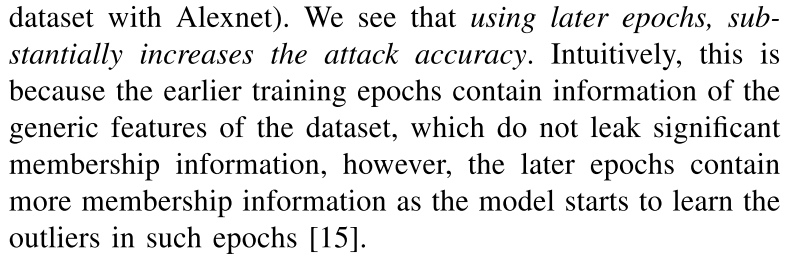 dataset with Alexnet). We see that using later epochs, sub-
stantially increases the attack accuracy. Intuitively, this is
because the earlier training epochs contain information of the
generic features of the dataset, which do not leak significant
membership information, however, the later epochs contain
more membership information as the model starts to learn the
outliers in such epochs [15].